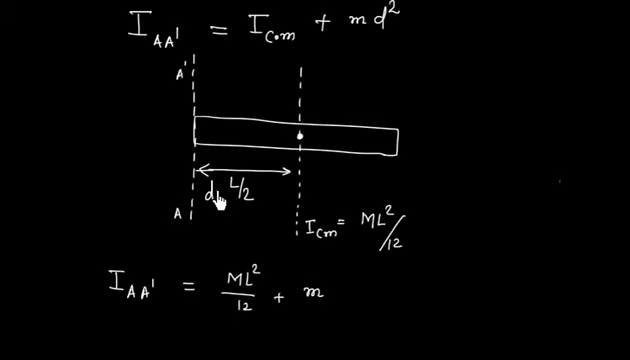 I_AA' = I_C.m + md²
A'
d = L/2
A
I_cm = ML²/12
I_AA' = ML²/12 + m